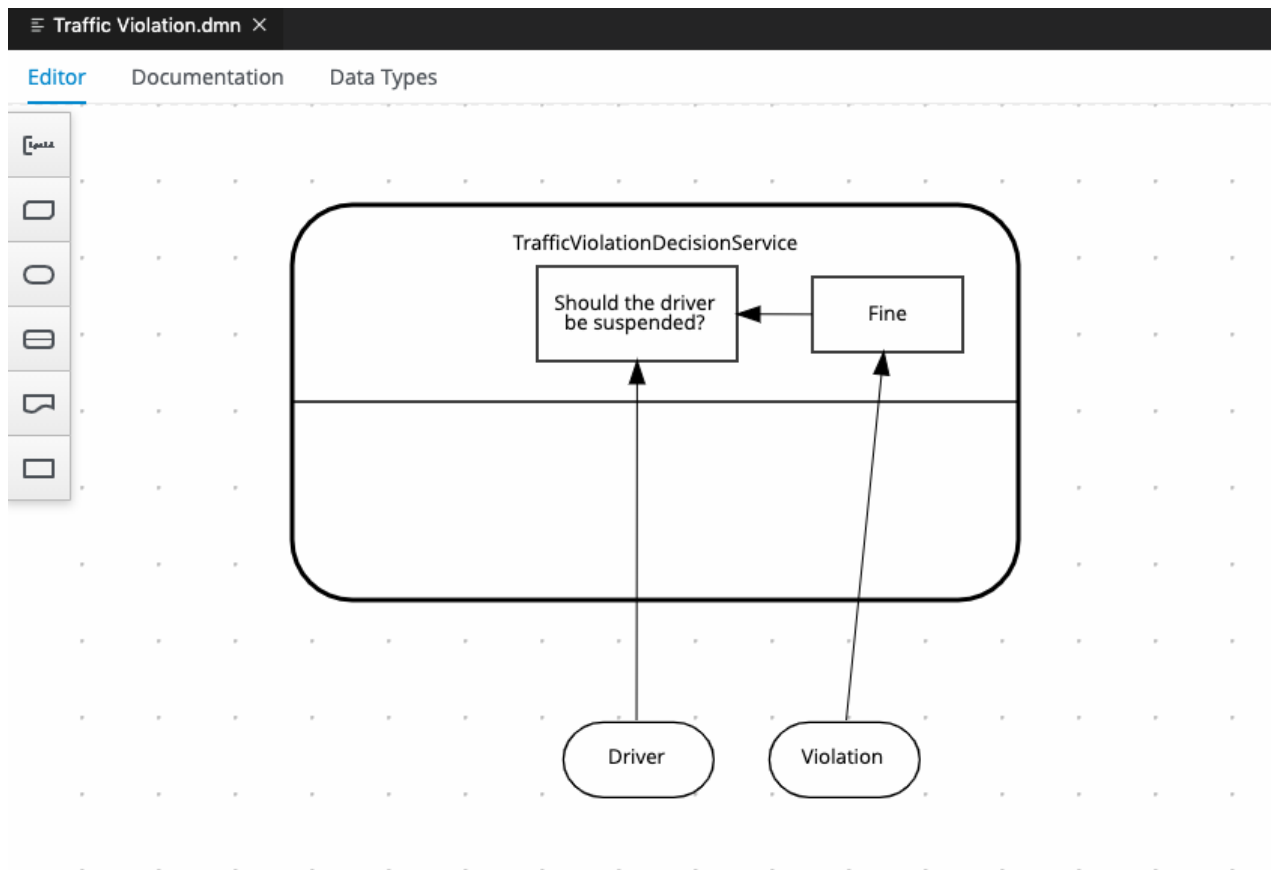 Traffic Violation.dmn
Editor Documentation Data Types
TrafficViolationDecisionService
Should the driver
be suspended?
Fine
Driver
Violation